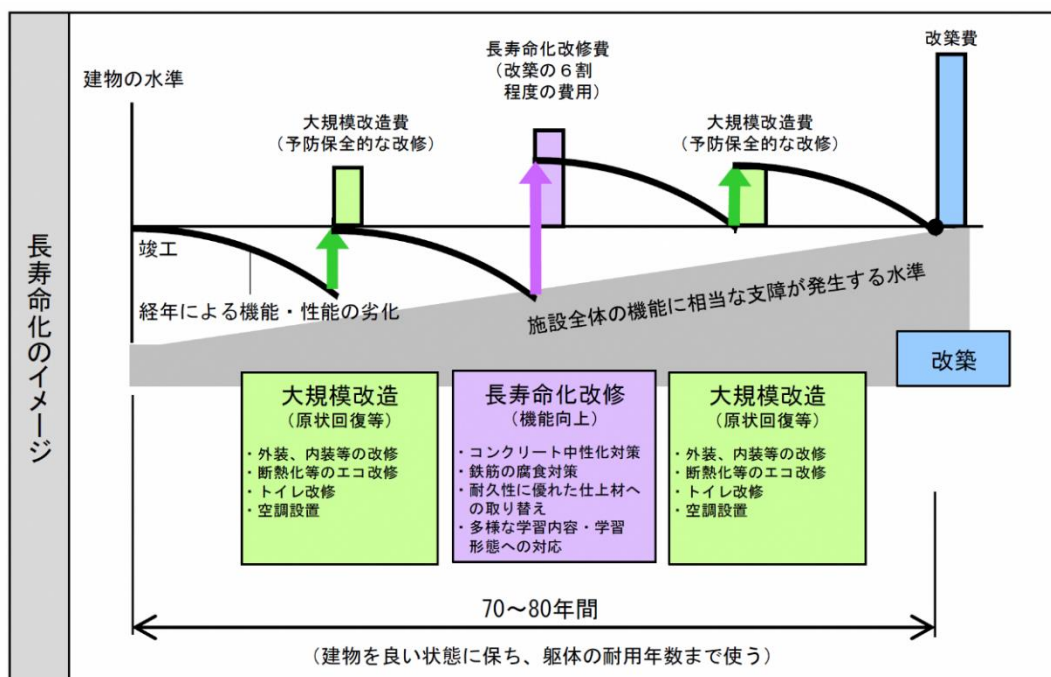 長寿命化のイメージ
建物の水準
大規模改造費
(予防保全的な改修)
長寿命化改修費
(改築の6割
程度の費用)
大規模改造費
(予防保全的な改修)
改築費
竣工
経年による機能・性能の劣化
施設全体の機能に相当な支障が発生する水準
改築
大規模改造
(原状回復等)
・外装、内装等の改修
・断熱化等のエコ改修
・トイレ改修
・空調設置
長寿命化改修
(機能向上)
・コンクリート中性化対策
・鉄筋の腐食対策
・耐久性に優れた仕上材へ
の取り替え
・多様な学習内容・学習
形態への対応
大規模改造
(原状回復等)
・外装、内装等の改修
・断熱化等のエコ改修
・トイレ改修
・空調設置
70~80年間
(建物を良い状態に保ち、躯体の耐用年数まで使う)